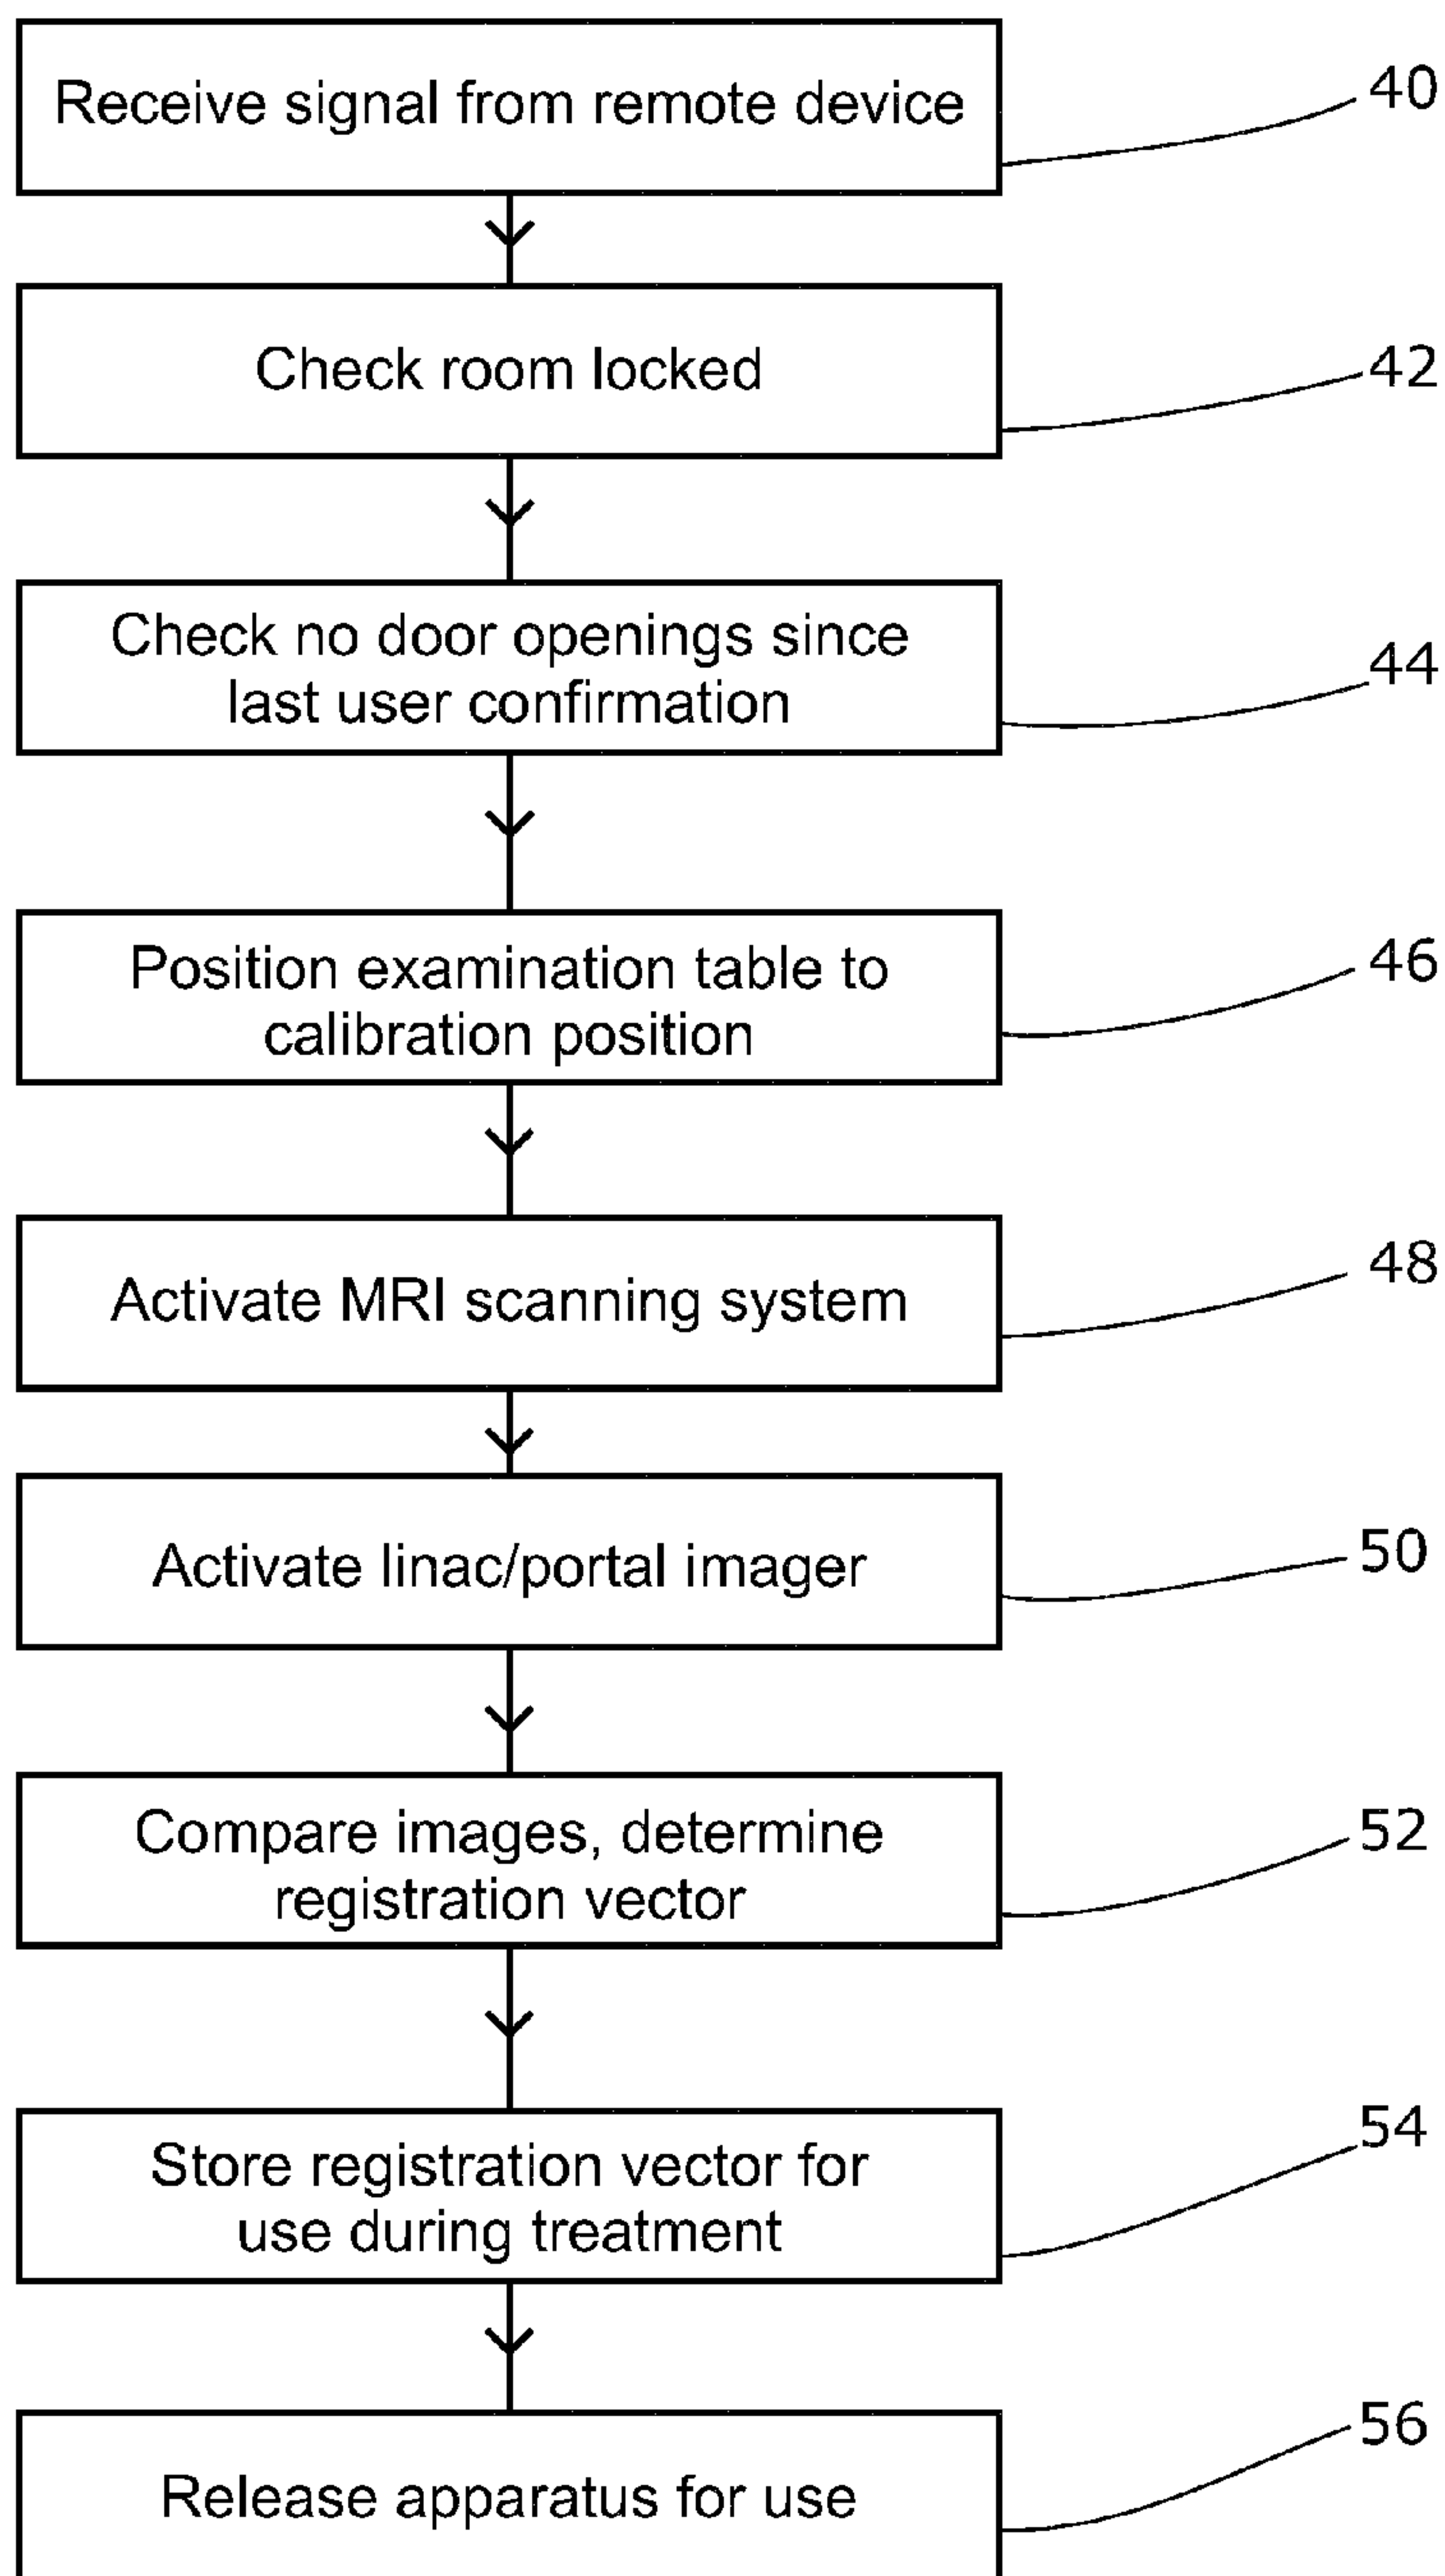 Receive signal from remote device
40
Check room locked
42
Check no door openings since
last user confirmation
44
Position examination table to
calibration position
46
Activate MRI scanning system
48
Activate linac/portal imager
50
Compare images, determine
registration vector
52
Store registration vector for
use during treatment
54
Release apparatus for use
56